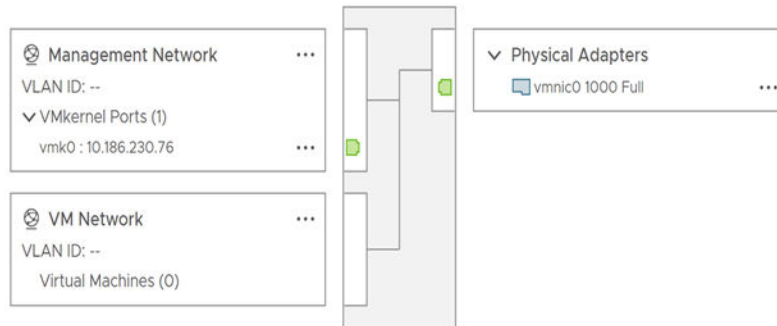 Management Network
VLAN ID: --
VMkernel Ports (1)
vmk0 : 10.186.230.76
VM Network
VLAN ID: --
Virtual Machines (0)
Physical Adapters
vmnic0 1000 Full